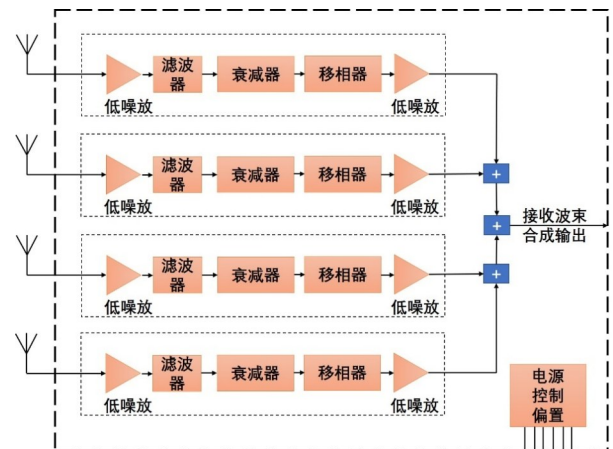 滤波
器
衰减器
移相器
低噪放
低噪放
滤波
器
衰减器
移相器
+
低噪放
低噪放
接收波束
+
合成输出
滤波
器
衰减器
移相器
+
低噪放
低噪放
滤波
器
衰减器
移相器
低噪放
低噪放
电源
控制
偏置